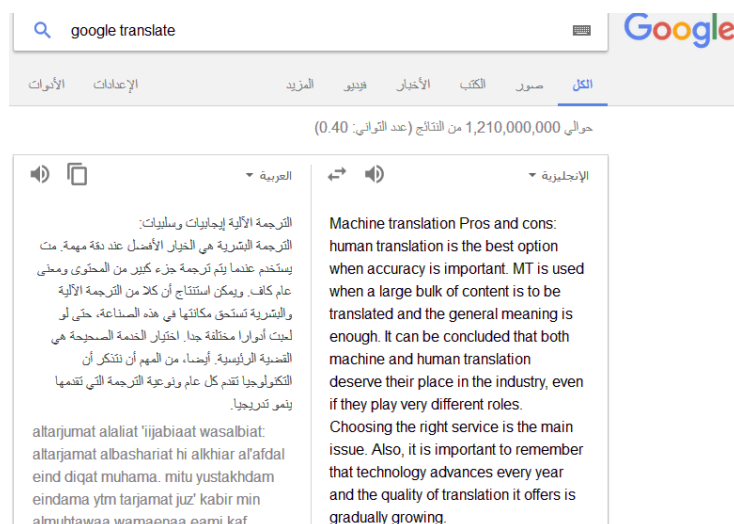 google translate
Google
الكل صور الكتب الأخبار فيديو المزيد الإعدادات الأدوات
حوالي 1,210,000,000 من النتائج (عدد الثواني: 0.40)
الإنجليزية
العربية
Machine translation Pros and cons:
human translation is the best option
when accuracy is important. MT is used
when a large bulk of content is to be
translated and the general meaning is
enough. It can be concluded that both
machine and human translation
deserve their place in the industry, even
if they play very different roles.
Choosing the right service is the main
issue. Also, it is important to remember
that technology advances every year
and the quality of translation it offers is
gradually growing.
الترجمة الآلية إيجابيات وسلبيات:
الترجمة البشرية هي الخيار الأفضل عند دقة مهمة. مت
يستخدم عندما يتم ترجمة جزء كبير من المحتوى ومعنى
عام كاف. ويمكن استنتاج أن كلا من الترجمة الآلية
والبشرية تستحق مكانتها في هذه الصناعة، حتى لو
لعبت أدوارا مختلفة جدا. اختيار الخدمة الصحيحة هي
القضية الرئيسية. أيضا، من المهم أن نتذكر أن
التكنولوجيا تقدم كل عام ونوعية الترجمة التي تقدمها
ينمو تدريجيا.
altarjumat alaliat 'iijabiaat wasalbiat:
altarjamat albashariat hi alkhiar al'afdal
eind diqat muhama. mitu yustakhdam
eindama ytm tarjamat juz' kabir min
almuhtawaa wamaenaa eami kaf